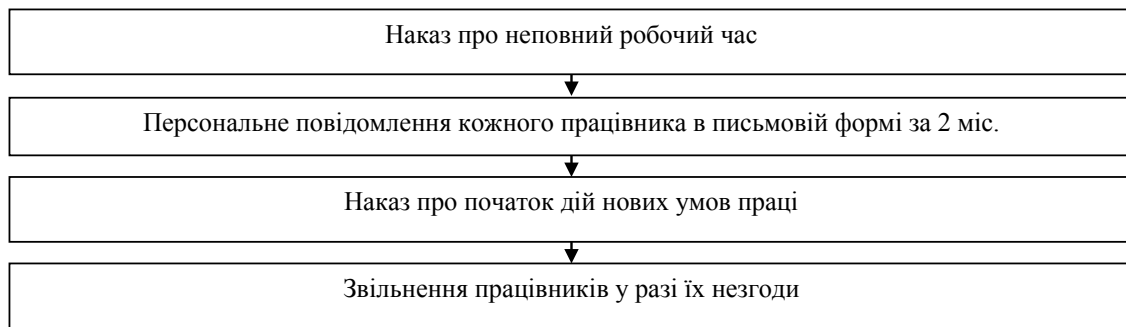 Наказ про неповний робочий час
Персональне повідомлення кожного працівника в письмовій формі за 2 міс.
Наказ про початок дій нових умов праці
Звільнення працівників у разі їх незгоди